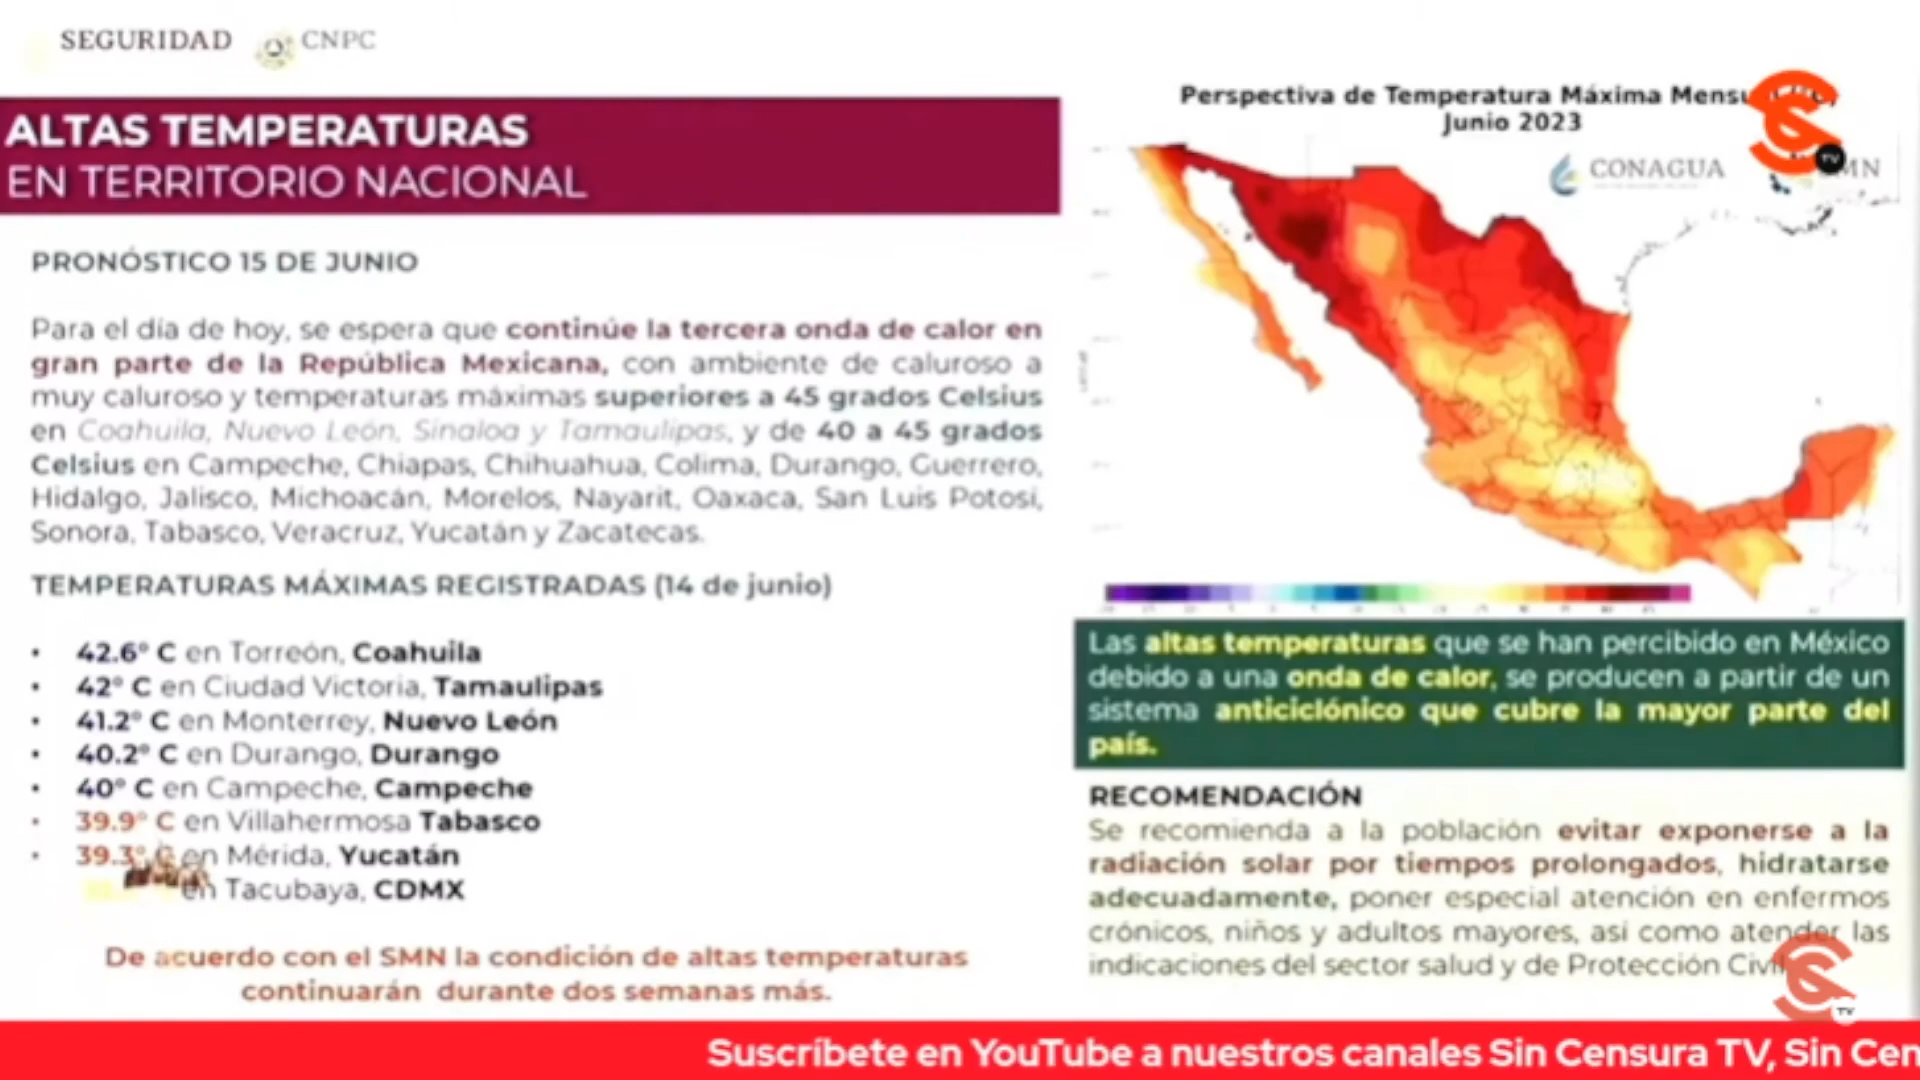 SEGURIDAD CNPC
ALTAS TEMPERATURAS
EN TERRITORIO NACIONAL
PRONÓSTICO 15 DE JUNIO
Para el día de hoy, se espera que continúe la tercera onda de calor en
gran parte de la República Mexicana, con ambiente de caluroso a
muy caluroso y temperaturas máximas superiores a 45 grados Celsius
en Coahuila, Nuevo León, Sinaloa y Tamaulipas, y de 40 a 45 grados
Celsius en Campeche, Chiapas, Chihuahua, Colima, Durango, Guerrero,
Hidalgo, Jalisco, Michoacán, Morelos, Nayarit, Oaxaca, San Luis Potosí,
Sonora, Tabasco, Veracruz, Yucatán y Zacatecas.
TEMPERATURAS MÁXIMAS REGISTRADAS (14 de junio)
• 42.6° C en Torreón, Coahuila
• 42° C en Ciudad Victoria, Tamaulipas
• 41.2° C en Monterrey, Nuevo León
• 40.2° C en Durango, Durango
• 40° C en Campeche, Campeche
• 39.9° C en Villahermosa Tabasco
• 39.3° C en Mérida, Yucatán
en Tacubaya, CDMX
De acuerdo con el SMN la condición de altas temperaturas
continuarán durante dos semanas más.
Perspectiva de Temperatura Máxima
Junio 2023
CONAGUA
TV
Las altas temperaturas que se han percibido en México
debido a una onda de calor, se producen a partir de un
sistema anticiclónico que cubre la mayor parte del
país.
RECOMENDACIÓN
Se recomienda a la población evitar exponerse a la
radiación solar por tiempos prolongados, hidratarse
adecuadamente, poner especial atención en enfermos
crónicos, niños y adultos mayores, así como atender las
indicaciones del sector salud y de Protección Civil
TV
Suscríbete en YouTube a nuestros canales Sin Censura TV, Sin Cen